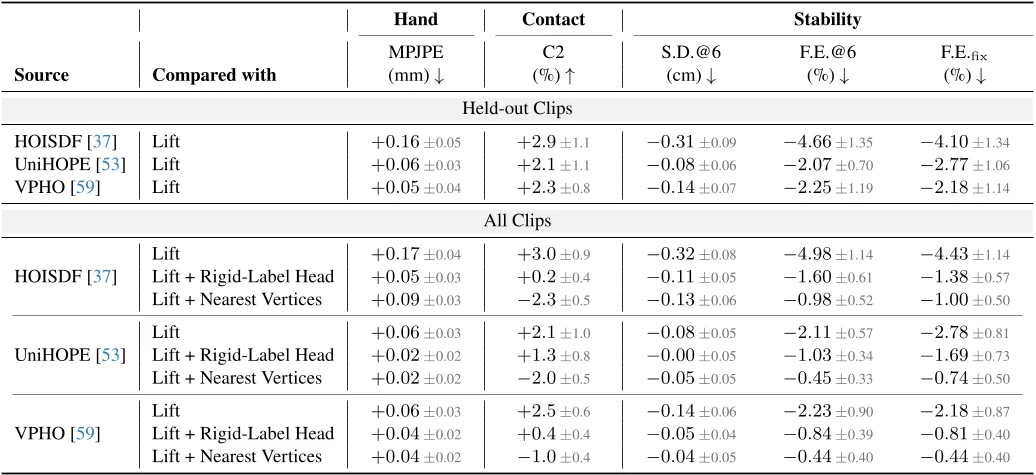 Hand Contact Stability
MPJPE C2 S.D.@6 F.E.@6 F.E.fix
Source Compared with (mm) ↓ (%) ↑ (cm) ↓ (%) ↓ (%) ↓
Held-out Clips
HOISDF [37] Lift +0.16 ±0.05 +2.9 ±1.1 −0.31 ±0.09 −4.66 ±1.35 −4.10 ±1.34
UniHOPE [53] Lift +0.06 ±0.03 +2.1 ±1.1 −0.08 ±0.06 −2.07 ±0.70 −2.77 ±1.06
VPHO [59] Lift +0.05 ±0.04 +2.3 ±0.8 −0.14 ±0.07 −2.25 ±1.19 −2.18 ±1.14
All Clips
Lift +0.17 ±0.04 +3.0 ±0.9 −0.32 ±0.08 −4.98 ±1.14 −4.43 ±1.14
HOISDF [37] Lift + Rigid-Label Head +0.05 ±0.03 +0.2 ±0.4 −0.11 ±0.05 −1.60 ±0.61 −1.38 ±0.57
Lift + Nearest Vertices +0.09 ±0.03 −2.3 ±0.5 −0.13 ±0.06 −0.98 ±0.52 −1.00 ±0.50
Lift +0.06 ±0.03 +2.1 ±1.0 −0.08 ±0.05 −2.11 ±0.57 −2.78 ±0.81
UniHOPE [53] Lift + Rigid-Label Head +0.02 ±0.02 +1.3 ±0.8 −0.00 ±0.05 −1.03 ±0.34 −1.69 ±0.73
Lift + Nearest Vertices +0.02 ±0.02 −2.0 ±0.5 −0.05 ±0.05 −0.45 ±0.33 −0.74 ±0.50
Lift +0.06 ±0.03 +2.5 ±0.6 −0.14 ±0.06 −2.23 ±0.90 −2.18 ±0.87
VPHO [59] Lift + Rigid-Label Head +0.04 ±0.02 +0.4 ±0.4 −0.05 ±0.04 −0.84 ±0.39 −0.81 ±0.40
Lift + Nearest Vertices +0.04 ±0.02 −1.0 ±0.4 −0.04 ±0.05 −0.44 ±0.40 −0.44 ±0.40